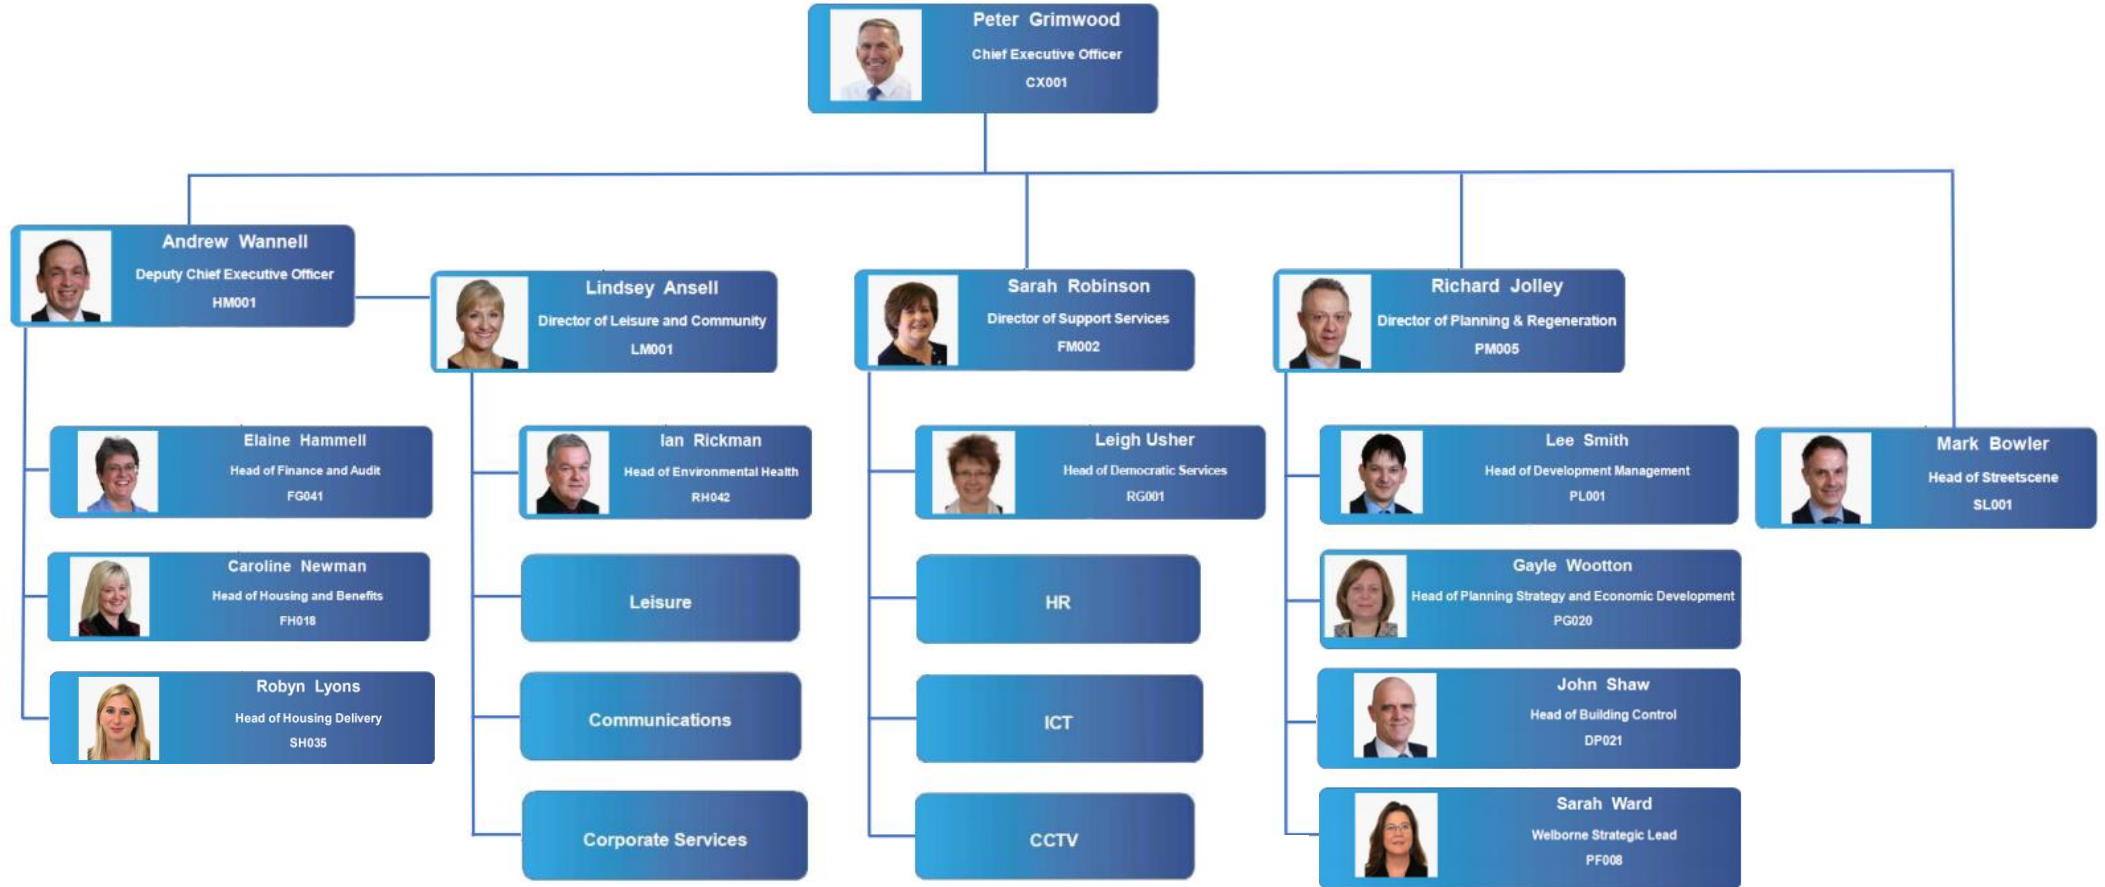 Peter Grimwood
Chief Executive Officer
CX001
Andrew Wannell
Deputy Chief Executive Officer
HM001
Lindsey Ansell
Director of Leisure and Community
LM001
Sarah Robinson
Director of Support Services
FM002
Richard Jolley
Director of Planning & Regeneration
PM005
Elaine Hammell
Head of Finance and Audit
FG041
Caroline Newman
Head of Housing and Benefits
FH018
Robyn Lyons
Head of Housing Delivery
SH035
Ian Rickman
Head of Environmental Health
RH042
Leisure
Communications
Corporate Services
Leigh Usher
Head of Democratic Services
RG001
HR
ICT
CCTV
Lee Smith
Head of Development Management
PL001
Gayle Wootton
Head of Planning Strategy and Economic Development
PG020
John Shaw
Head of Building Control
DP021
Sarah Ward
Welborne Strategic Lead
PF008
Mark Bowler
Head of Streetscene
SL001